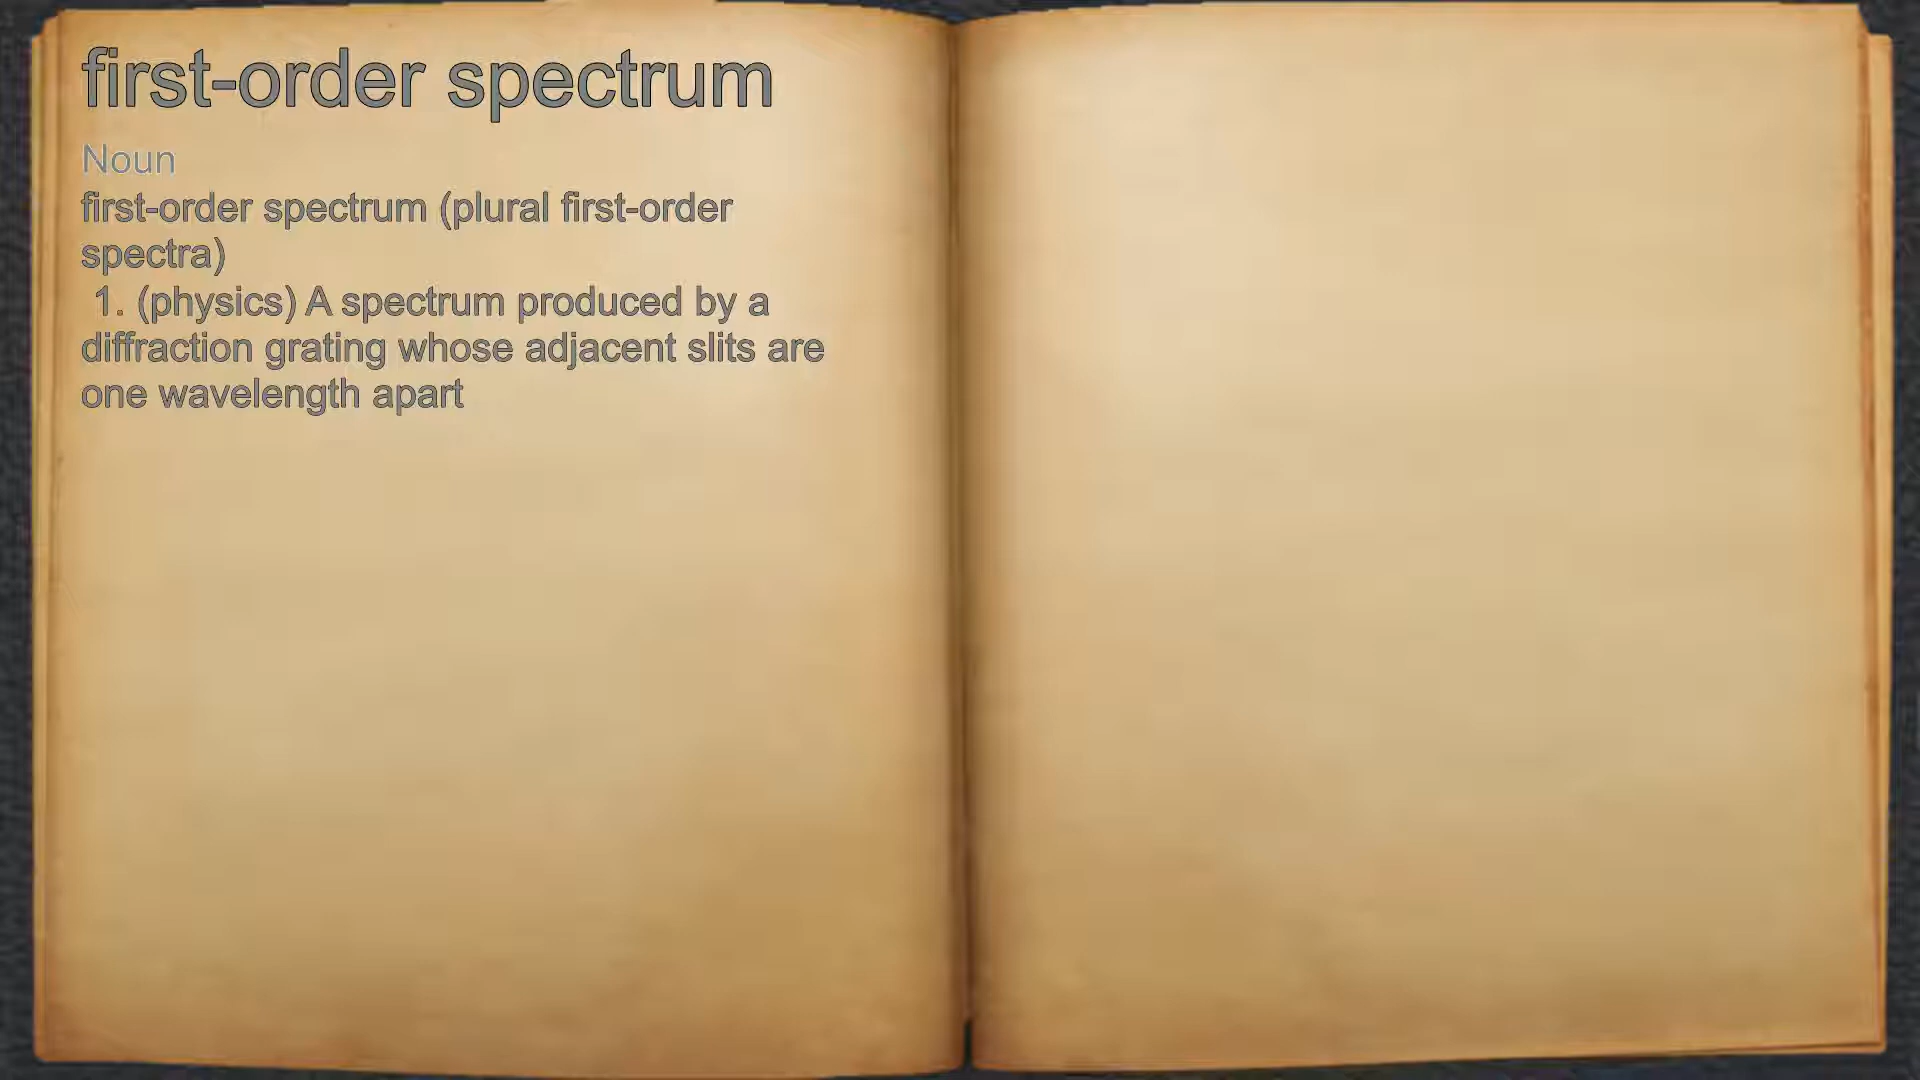 first-order spectrum
Noun
first-order spectrum (plural first-order
spectra)
1. (physics) A spectrum produced by a
diffraction grating whose adjacent slits are
one wavelength apart